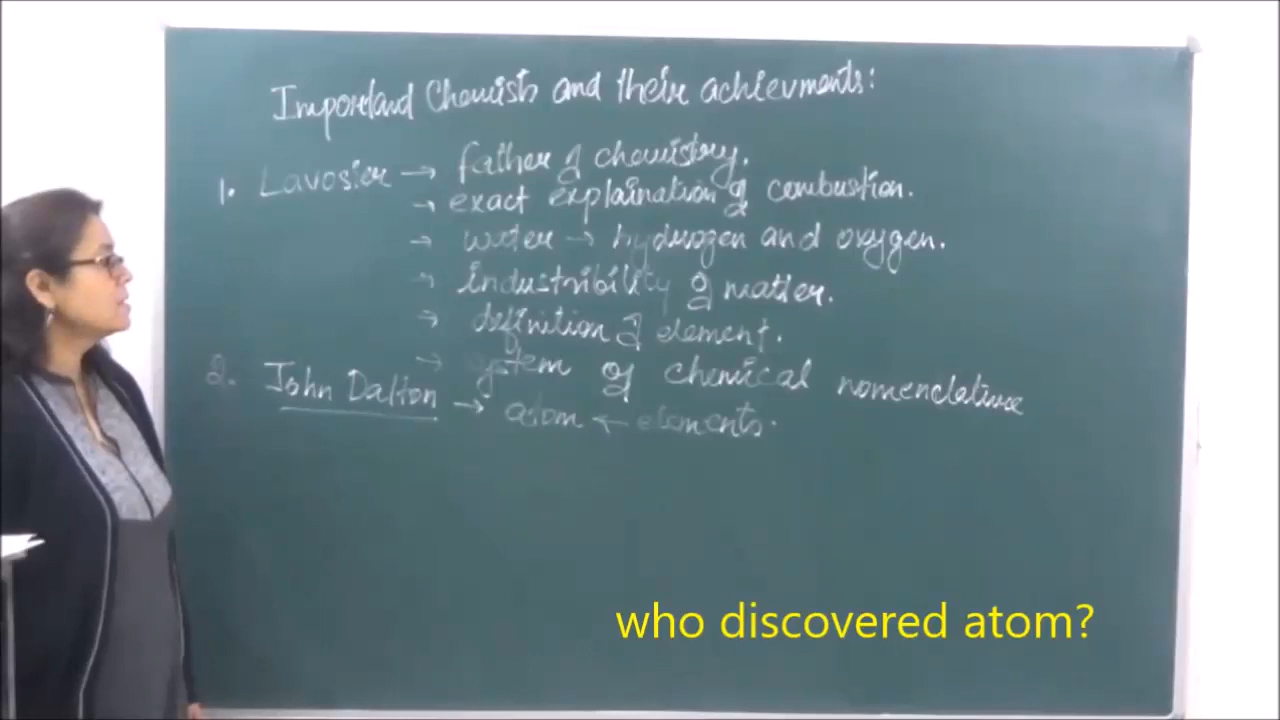 Imporetand Chemists and their achievments:
1. Lavosier → father of chemistry.
→ exact explaination of combustion.
→ water → hydrogen and oxygen.
→ industribility of matter.
→ definition of element.
→ system of chemical nomenclature
2. John Dalton → atom ← elements.
who discovered atom?